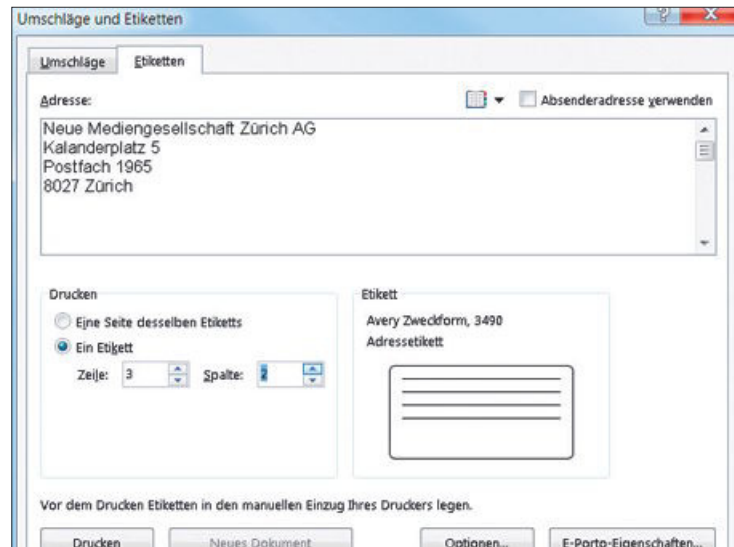 Umschläge und Etiketten
Umschläge Etiketten
Adresse: Absenderadresse verwenden
Neue Mediengesellschaft Zürich AG
Kalanderplatz 5
Postfach 1965
8027 Zürich
Drucken
Eine Seite desselben Etiketts
Ein Etikett
Zeile: 3 Spalte: 2
Etikett
Avery Zweckform, 3490
Adressetikett
Vor dem Drucken Etiketten in den manuellen Einzug Ihres Druckers legen.
Drucken Neues Dokument Optionen... E-Porto-Eigenschaften...